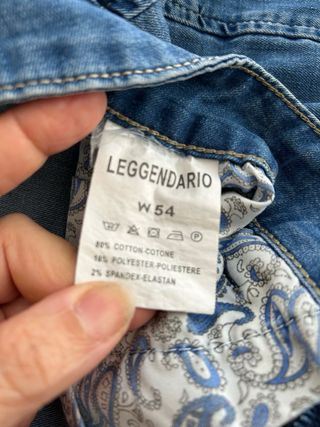 LEGGENDARIO
W 54
80% COTTON-COTONE
18% POLYESTER-POLIESTERE
2% SPANDEX-ELASTAN